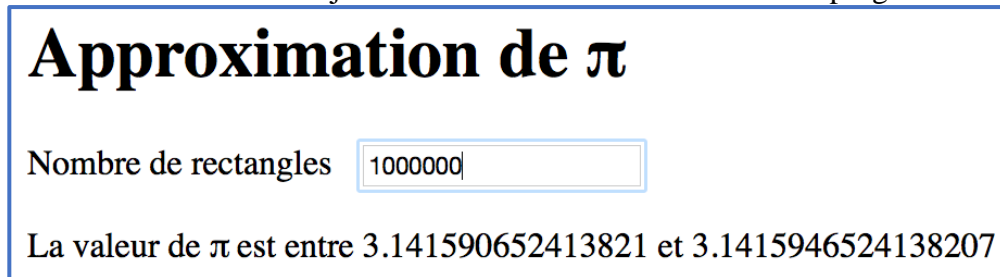 Approximation de π
Nombre de rectangles 1000000
La valeur de π est entre 3.141590652413821 et 3.1415946524138207